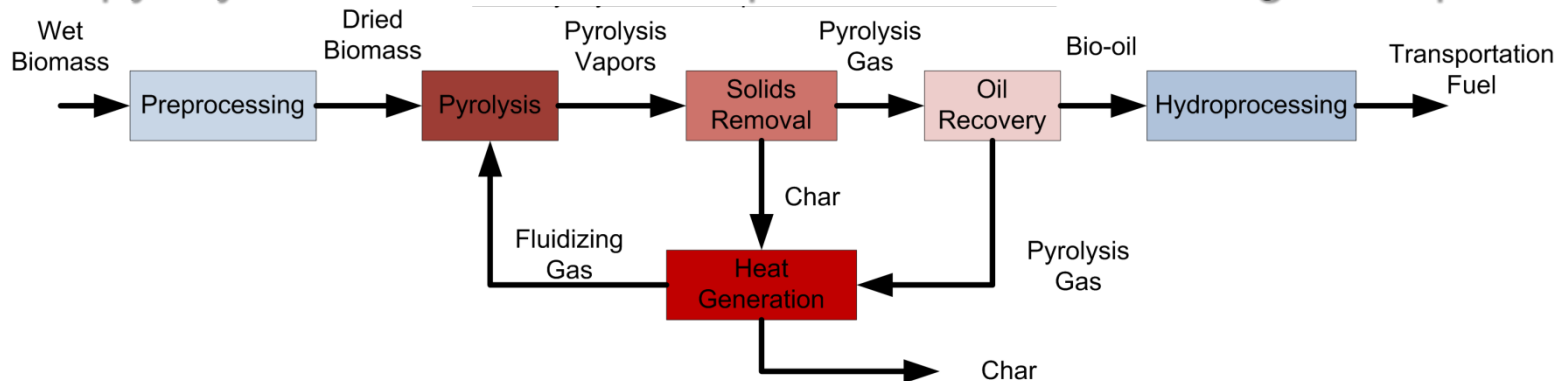 Wet
Biomass
Dried
Biomass
Pyrolysis
Vapors
Pyrolysis
Gas
Bio-oil
Transportation
Fuel
Preprocessing
Pyrolysis
Solids
Removal
Oil
Recovery
Hydroprocessing
Char
Fluidizing
Gas
Heat
Generation
Pyrolysis
Gas
Char